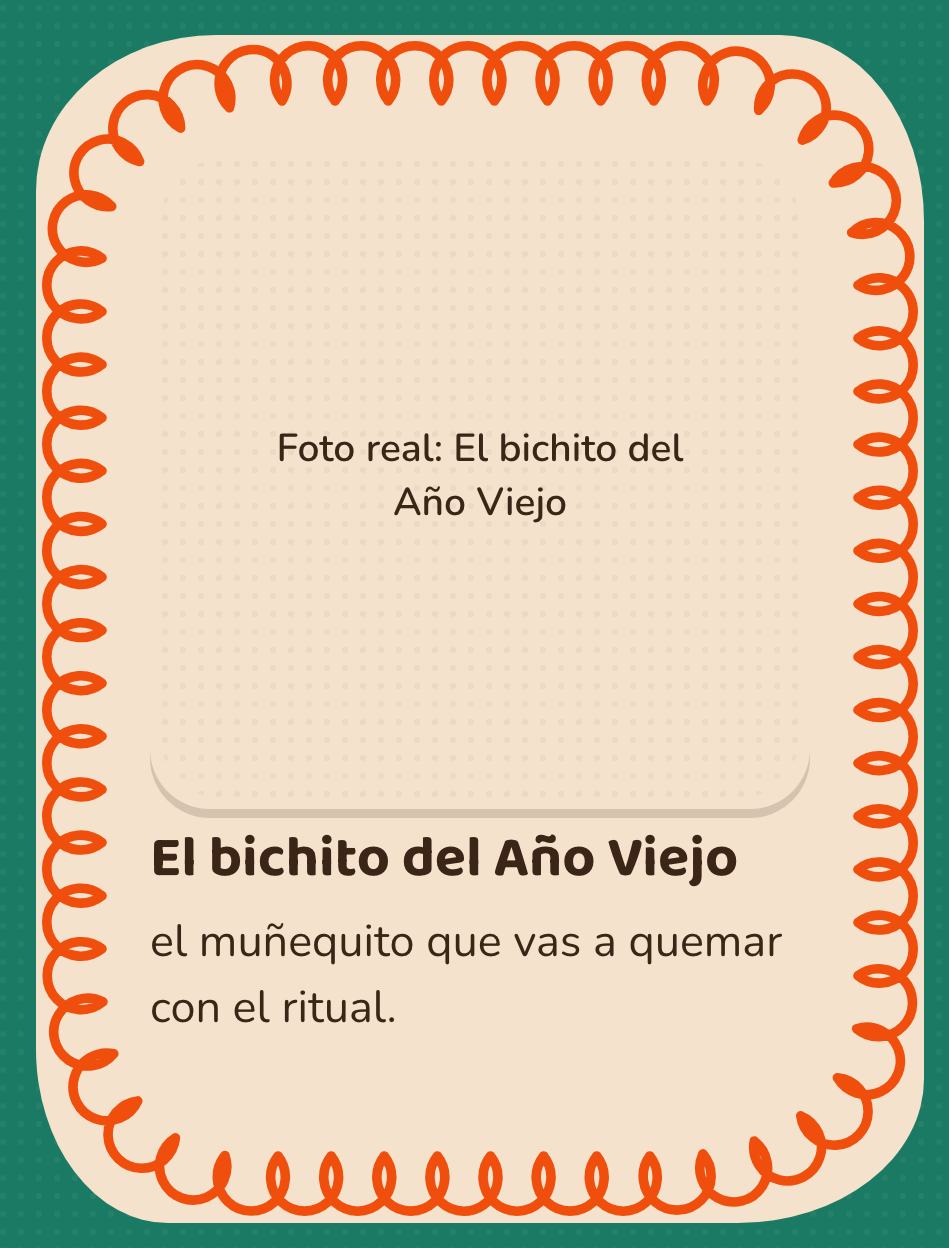 Foto real: El bichito del
Año Viejo
El bichito del Año Viejo
el muñequito que vas a quemar
con el ritual.